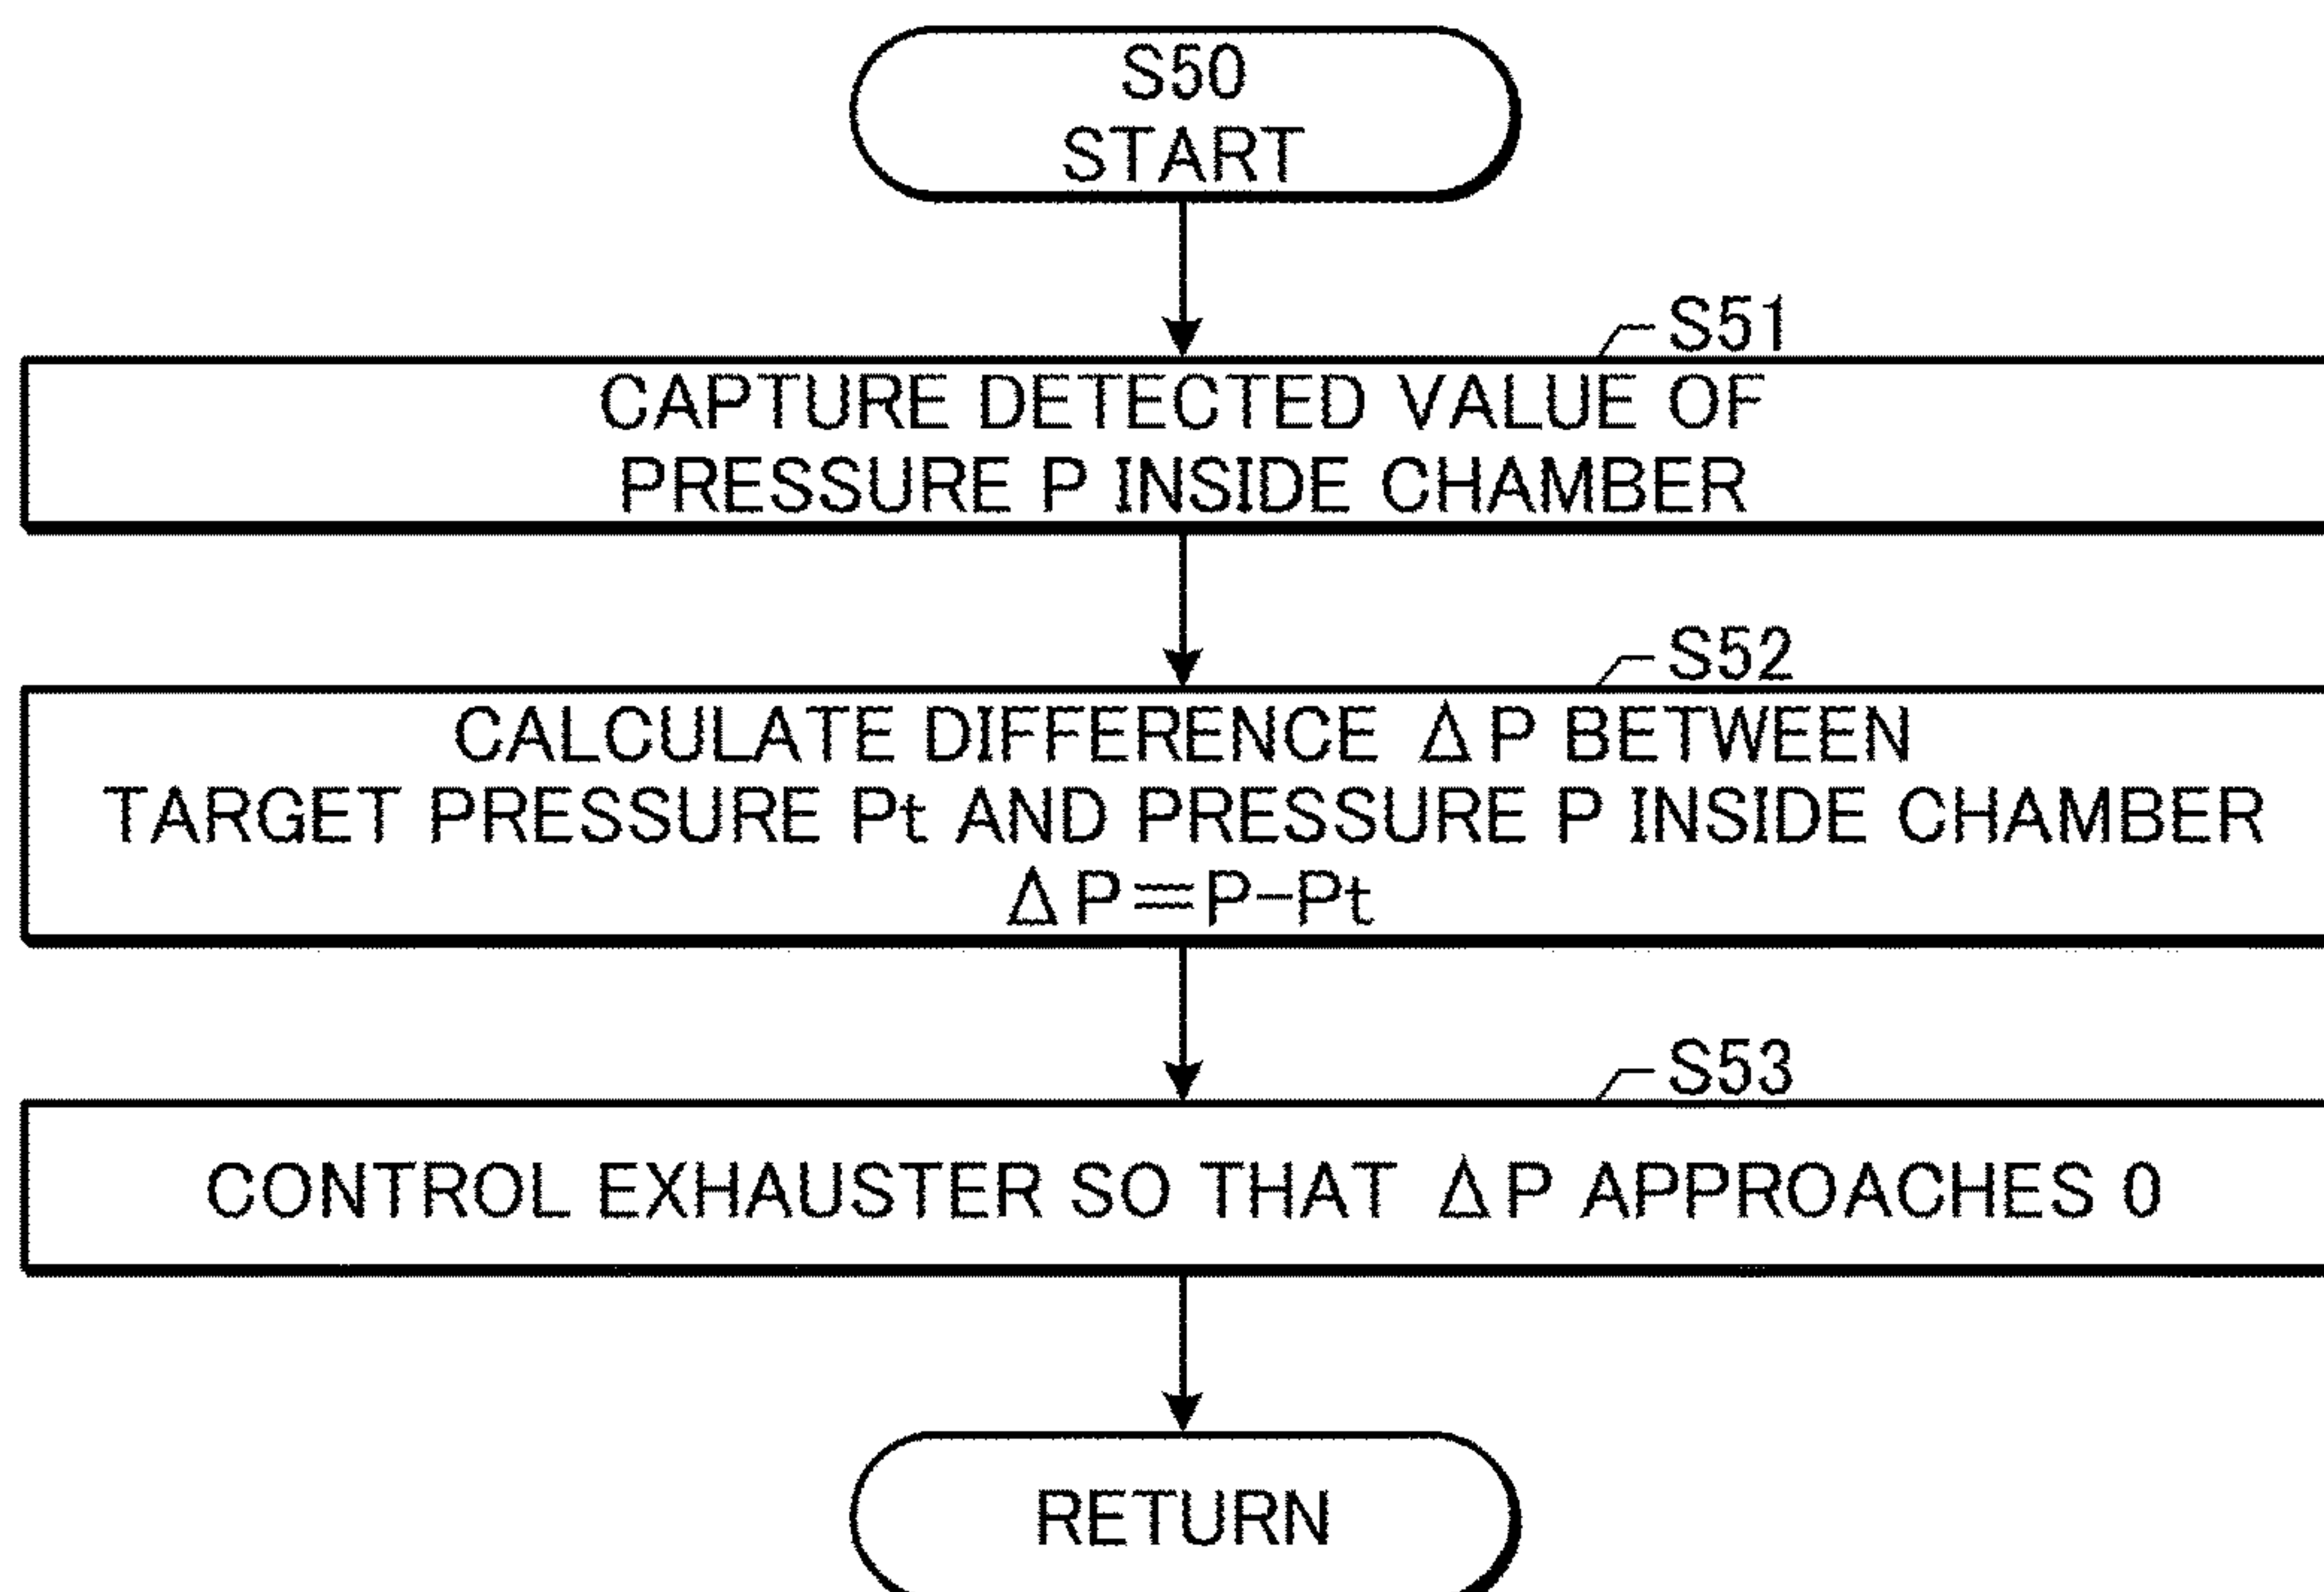 S50
START
S51
CAPTURE DETECTED VALUE OF
PRESSURE P INSIDE CHAMBER
S52
CALCULATE DIFFERENCE ΔP BETWEEN
TARGET PRESSURE Pt AND PRESSURE P INSIDE CHAMBER
ΔP=P-Pt
S53
CONTROL EXHAUSTER SO THAT ΔP APPROACHES 0
RETURN